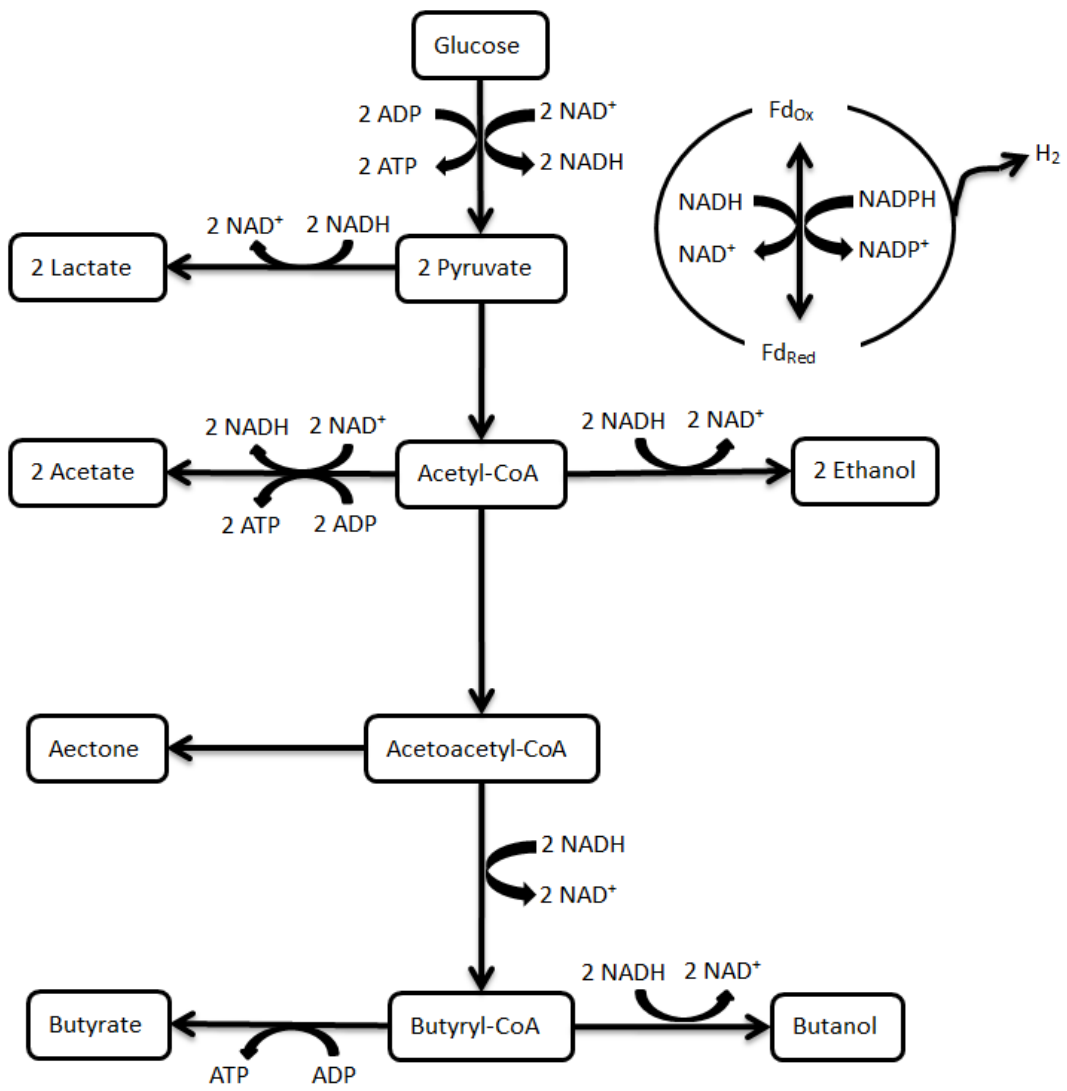 Glucose
2 ADP
2 NAD⁺
2 ATP
2 NADH
Fd_Ox
H₂
NADH
NADPH
NAD⁺
NADP⁺
Fd_Red
2 NAD⁺
2 NADH
2 Lactate
2 Pyruvate
2 NADH
2 NAD⁺
2 NADH
2 NAD⁺
2 Acetate
Acetyl-CoA
2 Ethanol
2 ATP
2 ADP
Aectone
Acetoacetyl-CoA
2 NADH
2 NAD⁺
2 NADH
2 NAD⁺
Butyrate
Butyryl-CoA
Butanol
ATP
ADP